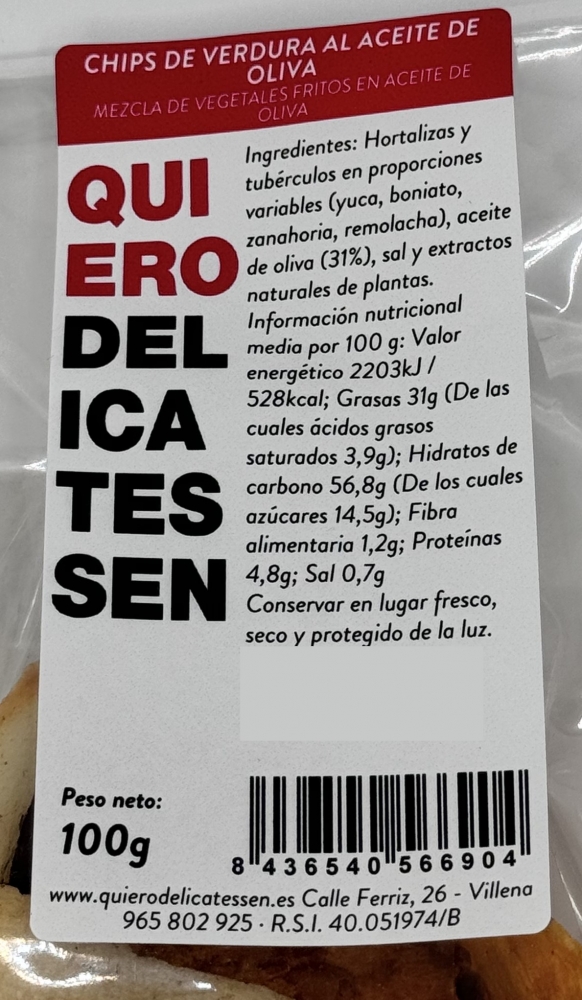 CHIPS DE VERDURA AL ACEITE DE
OLIVA
MEZCLA DE VEGETALES FRITOS EN ACEITE DE
OLIVA
QUI
ERO
DEL
ICA
TES
SEN
Ingredientes: Hortalizas y
tubérculos en proporciones
variables (yuca, boniato,
zanahoria, remolacha), aceite
de oliva (31%), sal y extractos
naturales de plantas.
Información nutricional
media por 100 g: Valor
energético 2203kJ /
528kcal; Grasas 31g (De las
cuales ácidos grasos
saturados 3,9g); Hidratos de
carbono 56,8g (De los cuales
azúcares 14,5g); Fibra
alimentaria 1,2g; Proteínas
4,8g; Sal 0,7g
Conservar en lugar fresco,
seco y protegido de la luz.
Peso neto:
100g
8 436540 566904
www.quierodelicatessen.es Calle Ferriz, 26 - Villena
965 802 925 · R.S.I. 40.051974/B